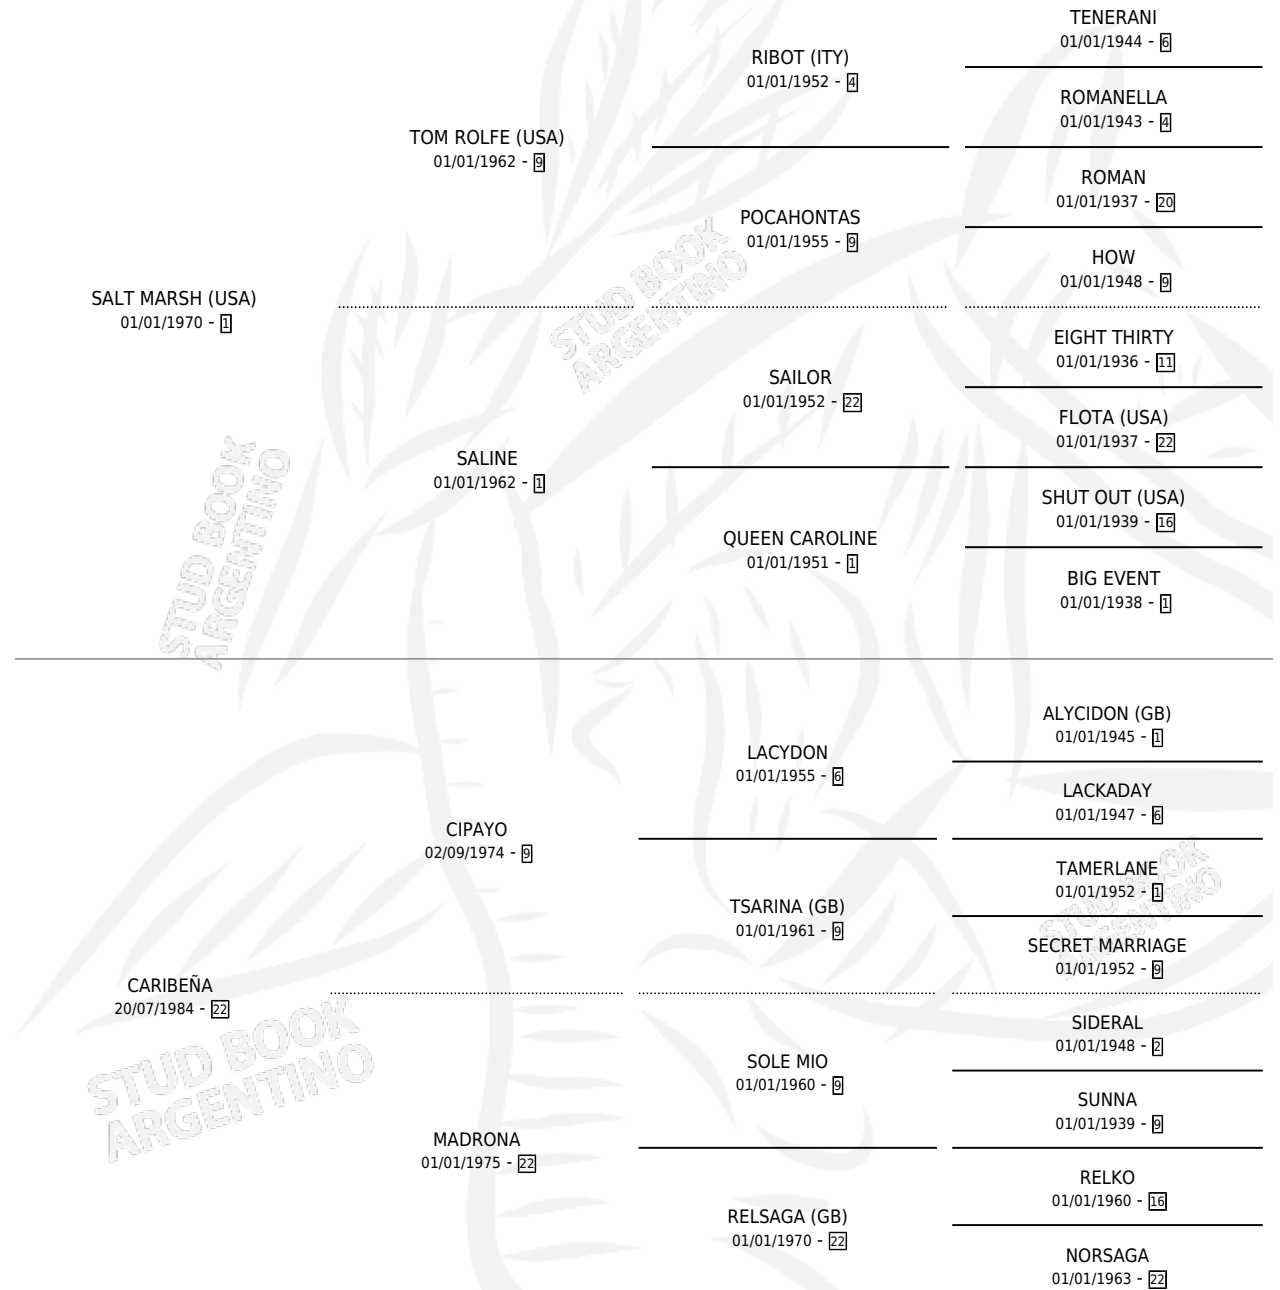 TENERANI
01/01/1944 - 6
RIBOT (ITY)
01/01/1952 - 4
ROMANELLA
01/01/1943 - 4
TOM ROLFE (USA)
01/01/1962 - 9
ROMAN
01/01/1937 - 20
POCAHONTAS
01/01/1955 - 9
HOW
01/01/1948 - 9
SALT MARSH (USA)
01/01/1970 - 1
EIGHT THIRTY
01/01/1936 - 11
SAILOR
01/01/1952 - 22
FLOTA (USA)
01/01/1937 - 22
SALINE
01/01/1962 - 1
SHUT OUT (USA)
01/01/1939 - 16
QUEEN CAROLINE
01/01/1951 - 1
BIG EVENT
01/01/1938 - 1
ALYCIDON (GB)
01/01/1945 - 1
LACYDON
01/01/1955 - 6
LACKADAY
01/01/1947 - 6
CIPAYO
02/09/1974 - 9
TAMERLANE
01/01/1952 - 1
TSARINA (GB)
01/01/1961 - 9
SECRET MARRIAGE
01/01/1952 - 9
CARIBEÑA
20/07/1984 - 22
SIDERAL
01/01/1948 - 2
SOLE MIO
01/01/1960 - 9
SUNNA
01/01/1939 - 9
MADRONA
01/01/1975 - 22
RELKO
01/01/1960 - 16
RELSAGA (GB)
01/01/1970 - 22
NORSAGA
01/01/1963 - 22
STUD BOOK
ARGENTINO
STUD BOOK
ARGENTINO
STUD BOOK
ARGENTINO
STUD BOOK
ARGENTINO